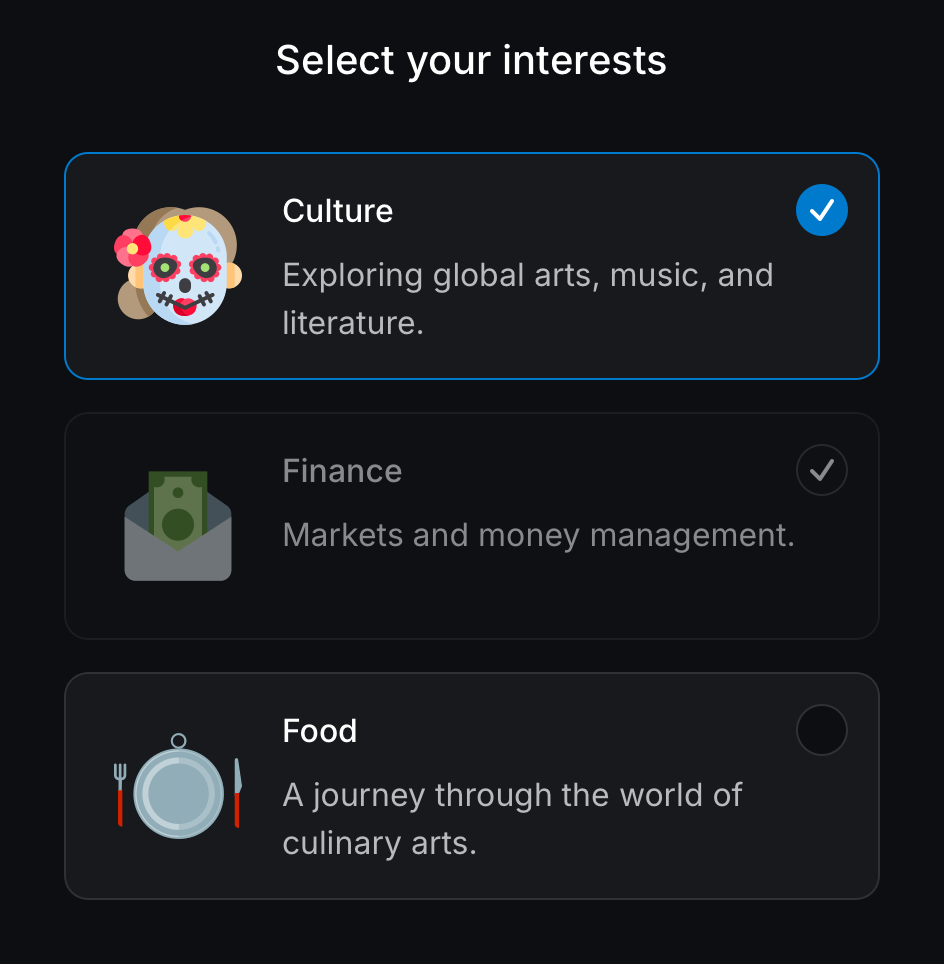 Select your interests
Culture
Exploring global arts, music, and
literature.
Finance
Markets and money management.
Food
A journey through the world of
culinary arts.